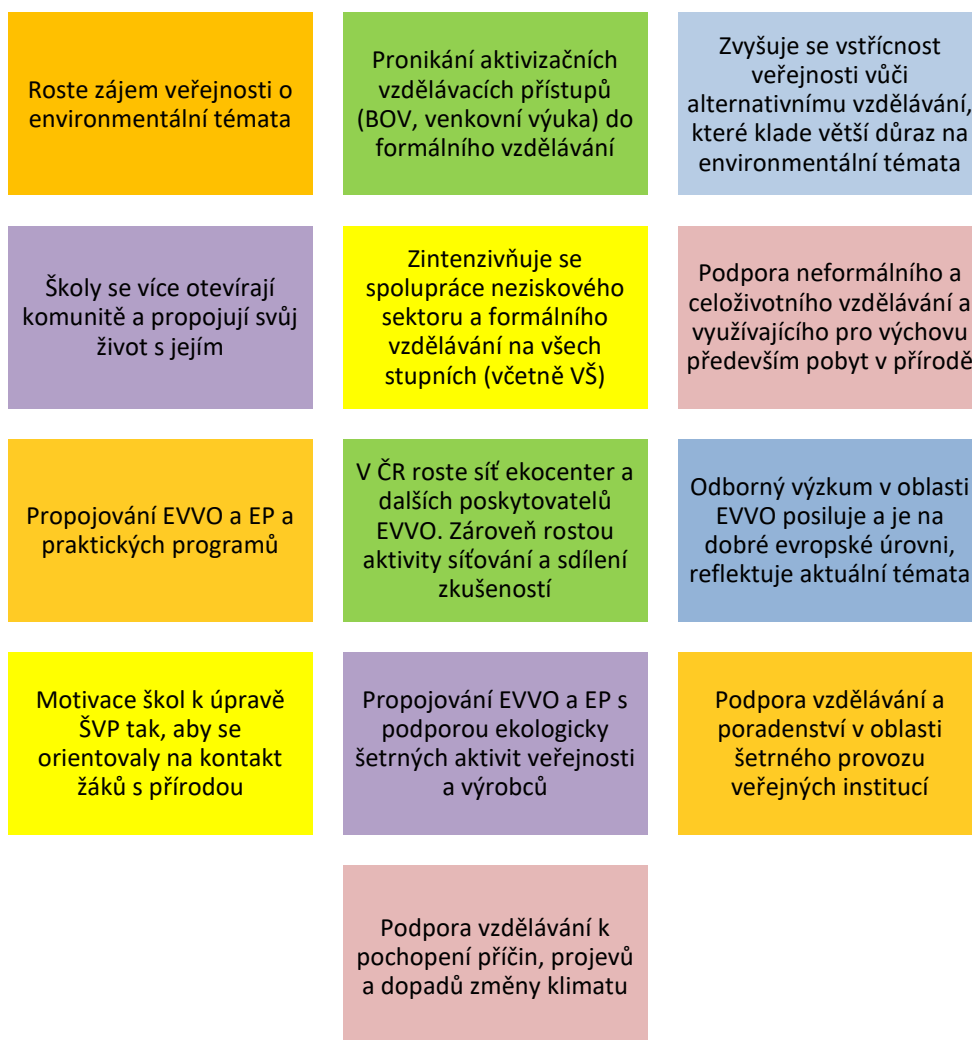 Roste zájem veřejnosti o
environmentální témata
Pronikání aktivizačních
vzdělávacích přístupů
(BOV, venkovní výuka) do
formálního vzdělávání
Zvyšuje se vstřícnost
veřejnosti vůči
alternativnímu vzdělávání,
které klade větší důraz na
environmentální témata
Školy se více otevírají
komunitě a propojují svůj
život s jejím
Zintenzivňuje se
spolupráce neziskového
sektoru a formálního
vzdělávání na všech
stupních (včetně VŠ)
Podpora neformálního a
celoživotního vzdělávání a
využívajícího pro výchovu
především pobyt v přírodě
Propojování EVVO a EP a
praktických programů
V ČR roste síť ekocenter a
dalších poskytovatelů
EVVO. Zároveň rostou
aktivity síťování a sdílení
zkušeností
Odborný výzkum v oblasti
EVVO posiluje a je na
dobré evropské úrovni,
reflektuje aktuální témata
Motivace škol k úpravě
ŠVP tak, aby se
orientovaly na kontakt
žáků s přírodou
Propojování EVVO a EP s
podporou ekologicky
šetrných aktivit veřejnosti
a výrobců
Podpora vzdělávání a
poradenství v oblasti
šetrného provozu
veřejných institucí
Podpora vzdělávání k
pochopení příčin, projevů
a dopadů změny klimatu